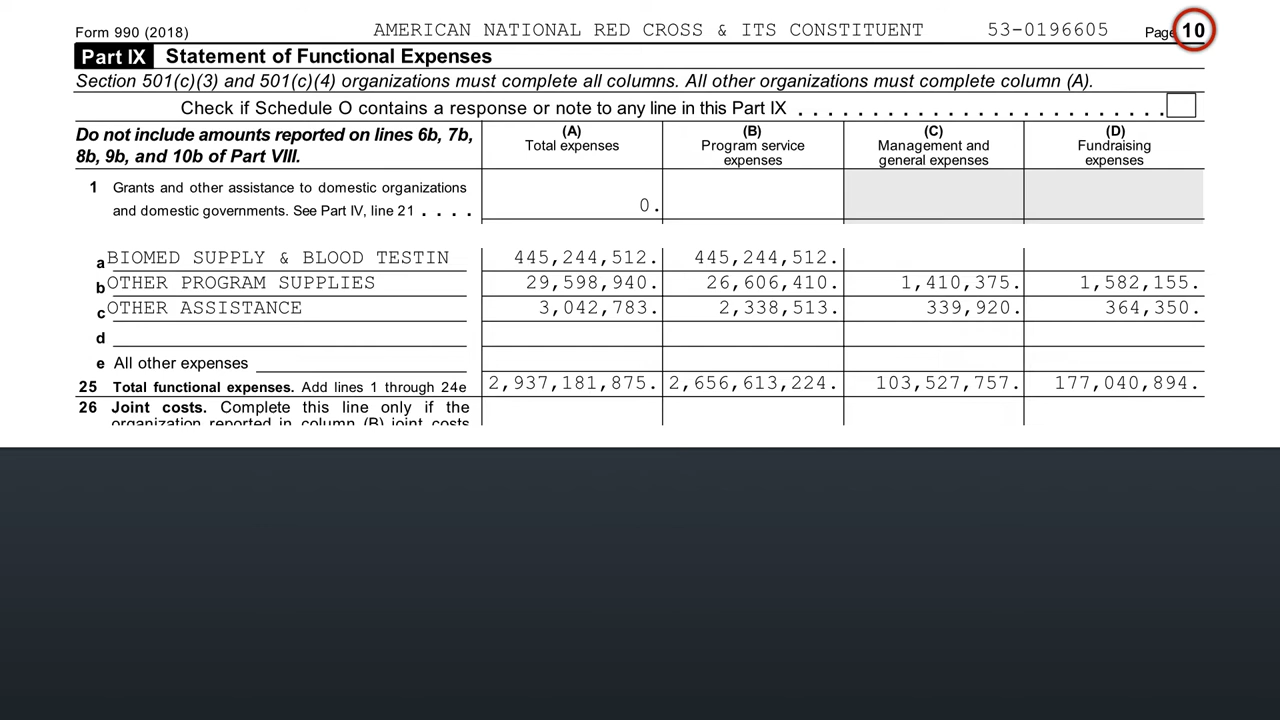 Form 990 (2018) AMERICAN NATIONAL RED CROSS & ITS CONSTITUENT 53-0196605 Page 10
Part IX Statement of Functional Expenses
Section 501(c)(3) and 501(c)(4) organizations must complete all columns. All other organizations must complete column (A).
Check if Schedule O contains a response or note to any line in this Part IX . . . . . . . . . . . . . . . . . . . . . . . . .
Do not include amounts reported on lines 6b, 7b,
8b, 9b, and 10b of Part VIII.
(A)
Total expenses
(B)
Program service
expenses
(C)
Management and
general expenses
(D)
Fundraising
expenses
1 Grants and other assistance to domestic organizations
and domestic governments. See Part IV, line 21 . . . . 0.
a BIOMED SUPPLY & BLOOD TESTIN 445,244,512. 445,244,512.
b OTHER PROGRAM SUPPLIES 29,598,940. 26,606,410. 1,410,375. 1,582,155.
c OTHER ASSISTANCE 3,042,783. 2,338,513. 339,920. 364,350.
d
e All other expenses
25 Total functional expenses. Add lines 1 through 24e 2,937,181,875. 2,656,613,224. 103,527,757. 177,040,894.
26 Joint costs. Complete this line only if the
organization reported in column (B) joint costs